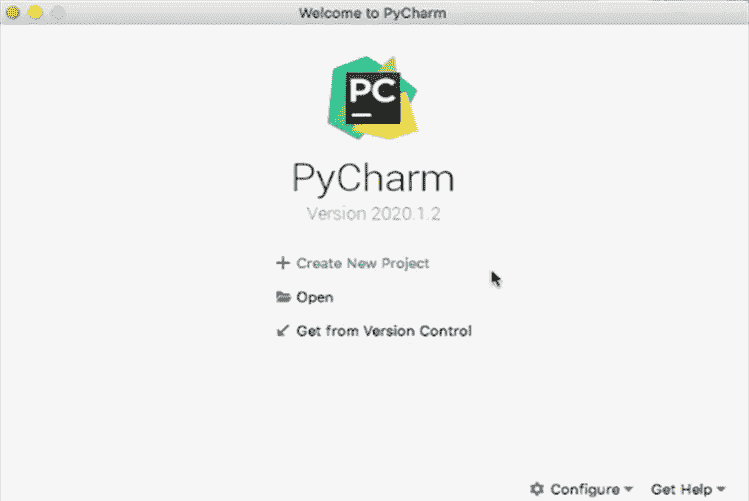 Welcome to PyCharm
PC
PyCharm
Version 2020.1.2
Create New Project
Open
Get from Version Control
Configure
Get Help